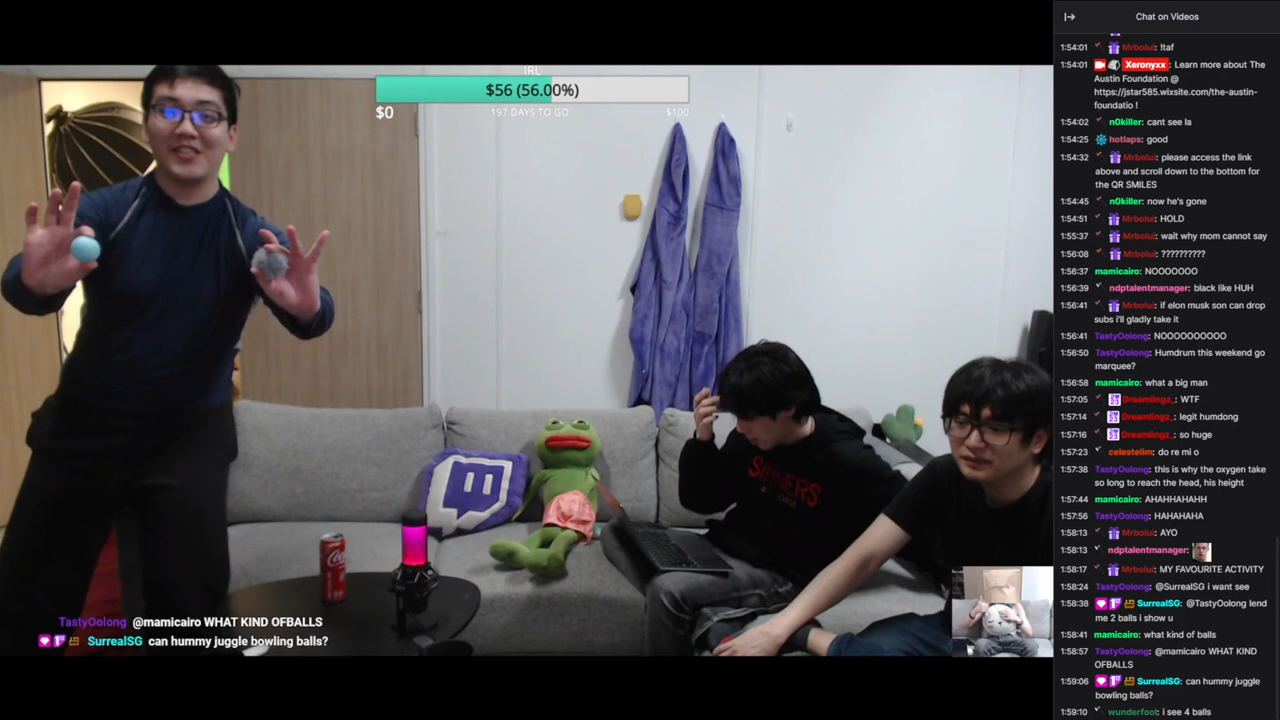 IRL
$56 (56.00%)
$0
197 DAYS TO GO
$100
SINNERS
TastyOolong @mamicairo WHAT KIND OFBALLS
SurrealSG can hummy juggle bowling balls?
Chat on Videos
1:54:01 Mrbolui: !taf
1:54:01 Xeronyxx : Learn more about The
Austin Foundation @
https://jstar585.wixsite.com/the-austin-
foundatio !
1:54:02 n0killer: cant see la
1:54:25 hotlaps: good
1:54:32 Mrbolui: please access the link
above and scroll down to the bottom for
the QR SMILES
1:54:45 n0killer: now he's gone
1:54:51 Mrbolui: HOLD
1:55:37 Mrbolui: wait why mom cannot say
1:56:08 Mrbolui: ??????????
1:56:37 mamicairo: NOOOOOOO
1:56:39 ndptalentmanager: black like HUH
1:56:41 Mrbolui: if elon musk son can drop
subs i'll gladly take it
1:56:41 TastyOolong: NOOOOOOOOOO
1:56:50 TastyOolong: Humdrum this weekend go
marquee?
1:56:58 mamicairo: what a big man
1:57:05 Dreamlingz_: WTF
1:57:14 Dreamlingz_: legit humdong
1:57:16 Dreamlingz_: so huge
1:57:23 celestelim: do re mi o
1:57:38 TastyOolong: this is why the oxygen take
so long to reach the head, his height
1:57:44 mamicairo: AHAHHAHAHH
1:57:56 TastyOolong: HAHAHAHA
1:58:13 Mrbolui: AYO
1:58:13 ndptalentmanager:
1:58:17 Mrbolui: MY FAVOURITE ACTIVITY
1:58:24 TastyOolong: @SurrealSG i want see
1:58:38 SurrealSG: @TastyOolong lend
me 2 balls i show u
1:58:41 mamicairo: what kind of balls
1:58:57 TastyOolong: @mamicairo WHAT KIND
OFBALLS
1:59:06 SurrealSG: can hummy juggle
bowling balls?
1:59:10 wunderfool: i see 4 balls